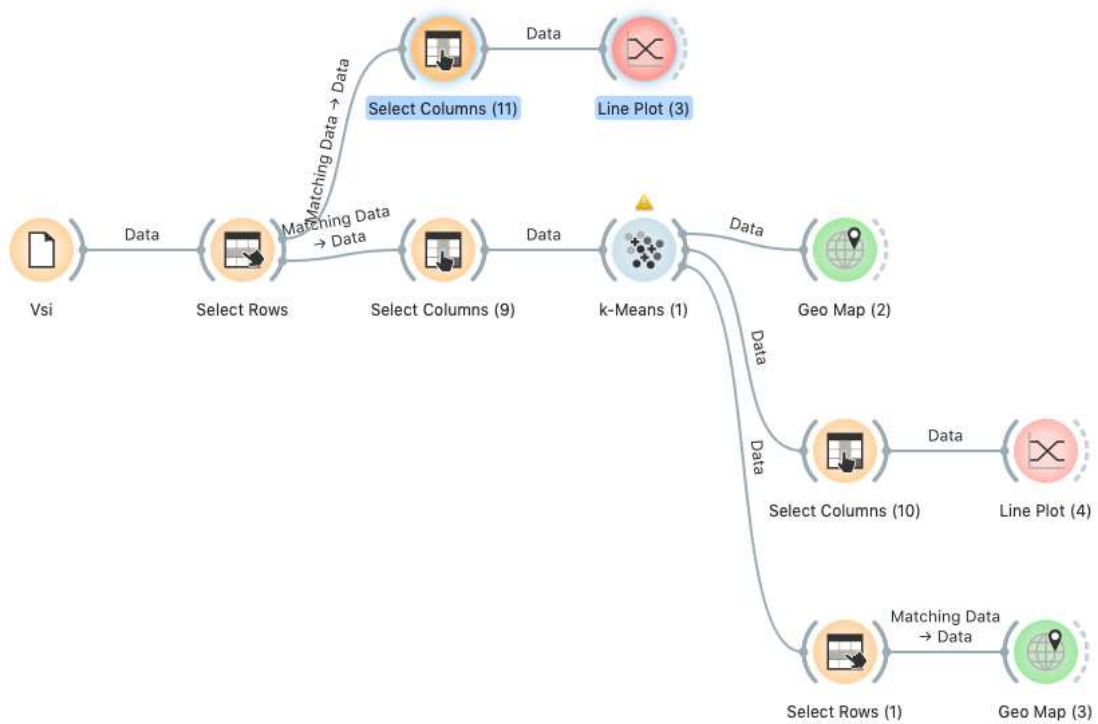 Data
Select Columns (11)
Line Plot (3)
Matching Data → Data
Data
Matching Data
→ Data
Data
Data
Vsi
Select Rows
Select Columns (9)
k-Means (1)
Geo Map (2)
Data
Data
Data
Select Columns (10)
Line Plot (4)
Matching Data
→ Data
Select Rows (1)
Geo Map (3)